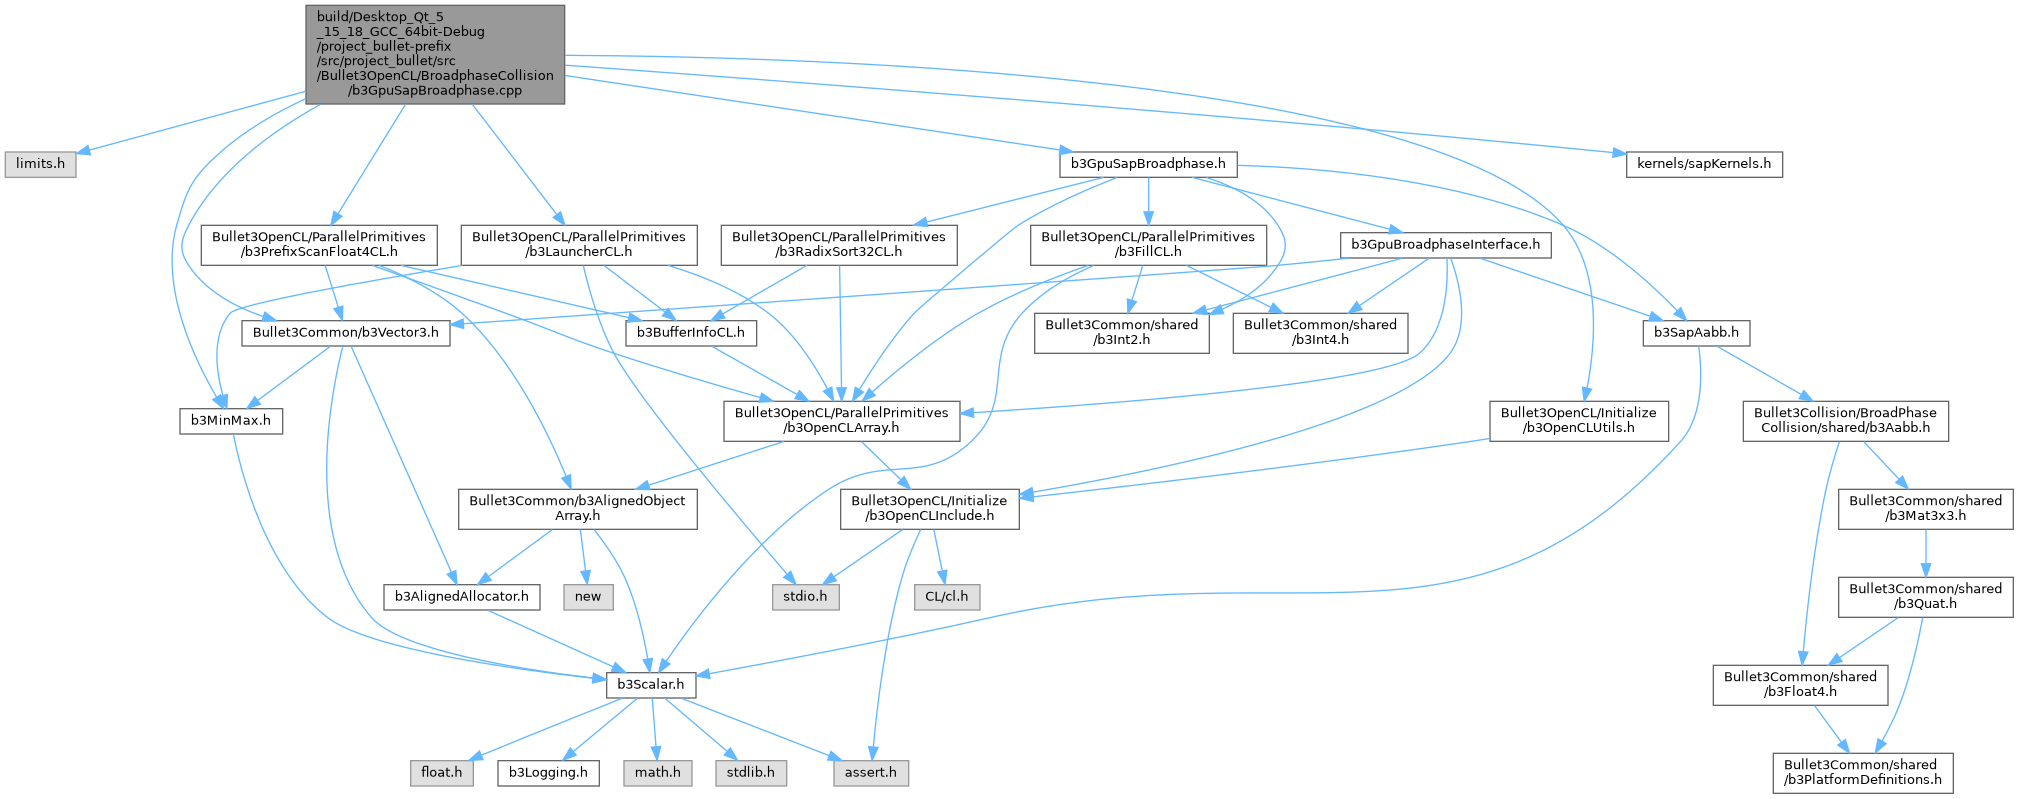 build/Desktop_Qt_5
_15_18_GCC_64bit-Debug
/project_bullet-prefix
/src/project_bullet/src
/Bullet3OpenCL/BroadphaseCollision
/b3GpuSapBroadphase.cpp
limits.h
b3GpuSapBroadphase.h
kernels/sapKernels.h
Bullet3OpenCL/ParallelPrimitives
/b3PrefixScanFloat4CL.h
Bullet3OpenCL/ParallelPrimitives
/b3LauncherCL.h
Bullet3OpenCL/ParallelPrimitives
/b3RadixSort32CL.h
Bullet3OpenCL/ParallelPrimitives
/b3FillCL.h
b3GpuBroadphaseInterface.h
Bullet3Common/b3Vector3.h
b3BufferInfoCL.h
Bullet3Common/shared
/b3Int2.h
Bullet3Common/shared
/b3Int4.h
b3SapAabb.h
b3MinMax.h
Bullet3OpenCL/ParallelPrimitives
/b3OpenCLArray.h
Bullet3OpenCL/Initialize
/b3OpenCLUtils.h
Bullet3Collision/BroadPhase
Collision/shared/b3Aabb.h
Bullet3Common/b3AlignedObject
Array.h
Bullet3OpenCL/Initialize
/b3OpenCLInclude.h
Bullet3Common/shared
/b3Mat3x3.h
b3AlignedAllocator.h
new
stdio.h
CL/cl.h
Bullet3Common/shared
/b3Quat.h
b3Scalar.h
Bullet3Common/shared
/b3Float4.h
float.h
b3Logging.h
math.h
stdlib.h
assert.h
Bullet3Common/shared
/b3PlatformDefinitions.h